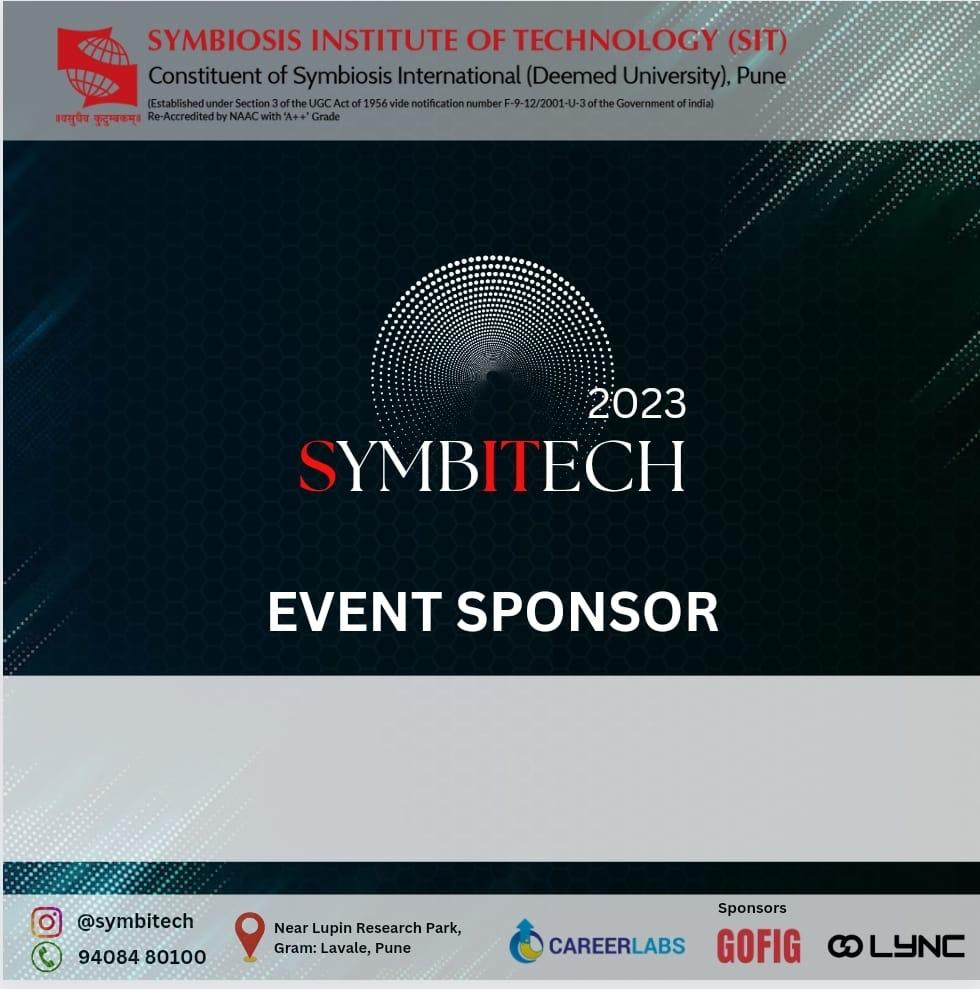 SYMBIOSIS INSTITUTE OF TECHNOLOGY (SIT)
Constituent of Symbiosis International (Deemed University), Pune
(Established under Section 3 of the UGC Act of 1956 vide notification number F-9-12/2001-U-3 of the Government of india)
Re-Accredited by NAAC with 'A++' Grade
॥वसुधैव कुटुम्बकम्॥
2023
SYMBITECH
EVENT SPONSOR
@symbitech
94084 80100
Near Lupin Research Park,
Gram: Lavale, Pune
CAREERLABS
Sponsors
GOFIG
LYNC